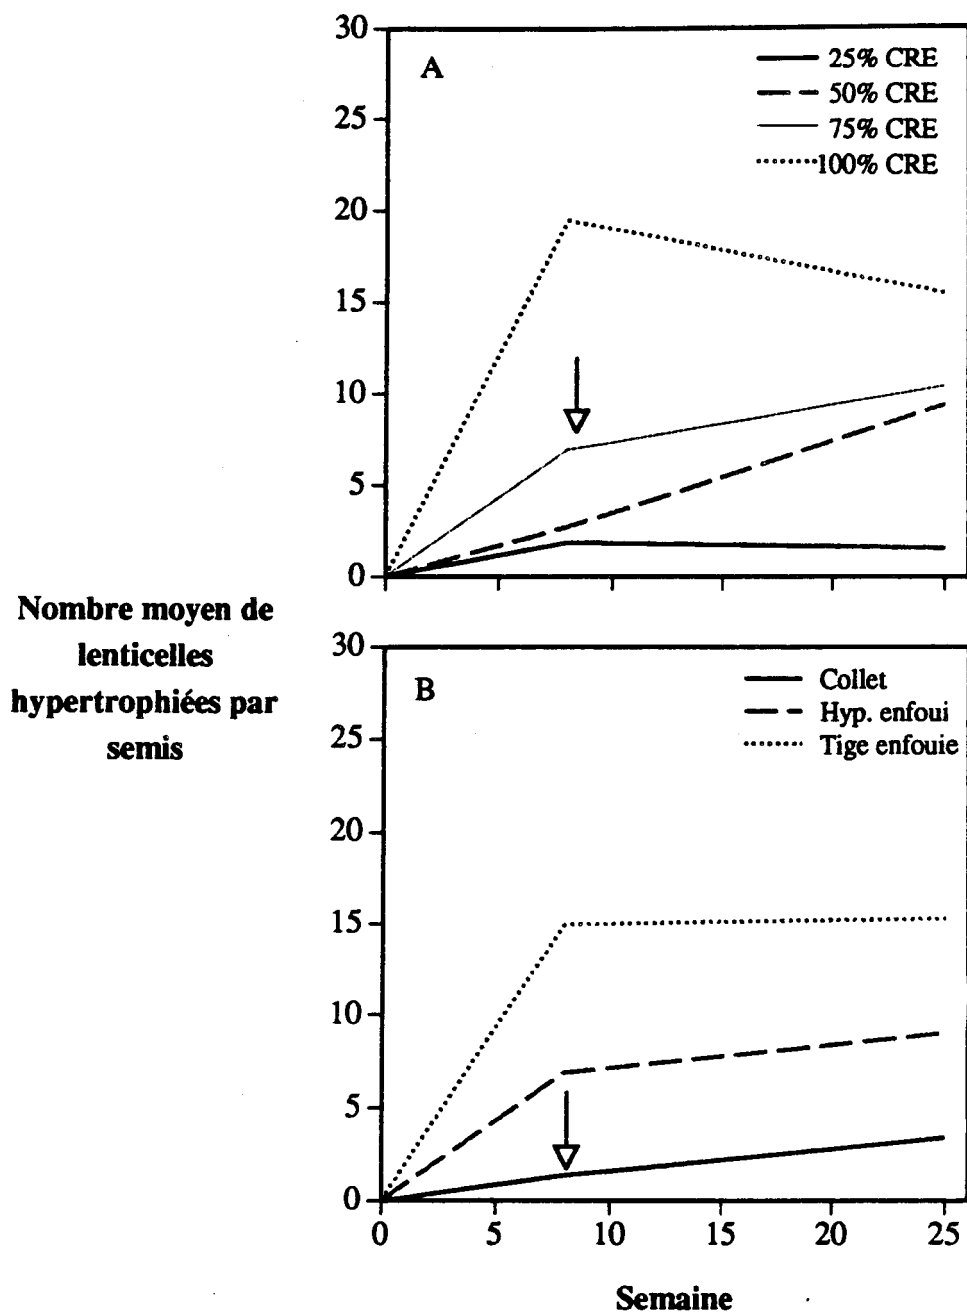 30
25
20
15
10
5
0
A
25% CRE
50% CRE
75% CRE
100% CRE
Nombre moyen de
lenticelles
hypertrophiées par
semis
30
25
20
15
10
5
0
B
Collet
Hyp. enfoui
Tige enfouie
0 5 10 15 20 25
Semaine